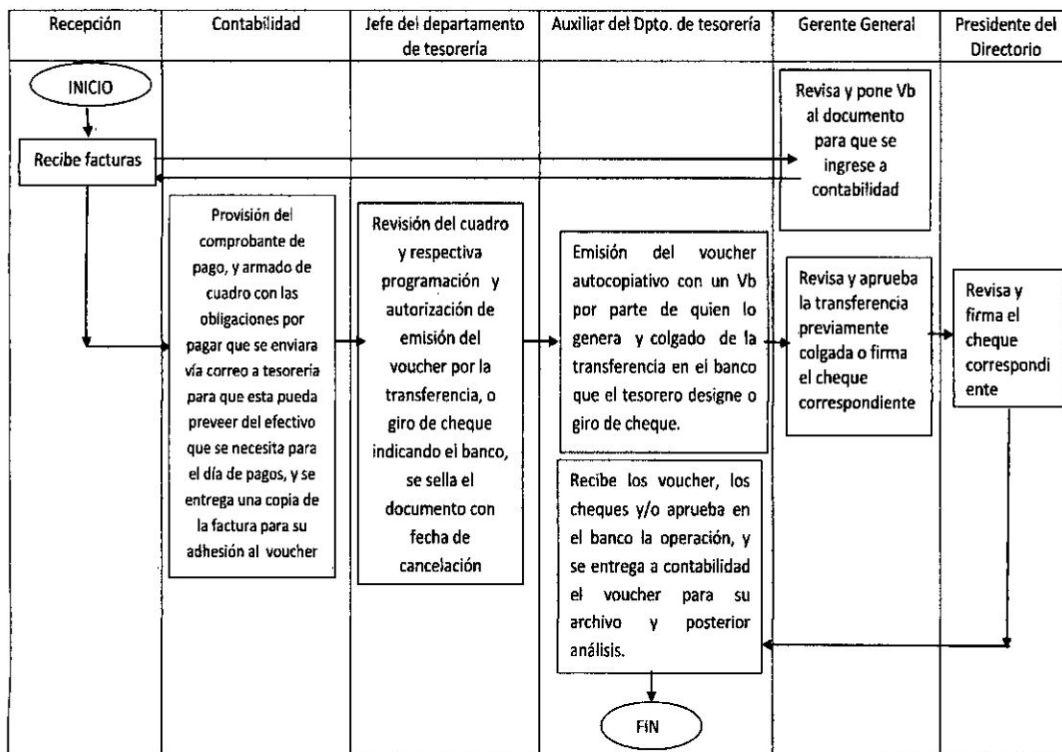 Recepción
Contabilidad
Jefe del departamento
de tesorería
Auxiliar del Dpto. de tesorería
Gerente General
Presidente del
Directorio
INICIO
Recibe facturas
Revisa y pone Vb
al documento
para que se
ingrese a
contabilidad
Provisión del
comprobante de
pago, y armado de
cuadro con las
obligaciones por
pagar que se enviara
vía correo a tesorería
para que esta pueda
preveer del efectivo
que se necesita para
el día de pagos, y se
entrega una copia de
la factura para su
adhesión al voucher
Revisión del cuadro
y respectiva
programación y
autorización de
emisión del
voucher por la
transferencia, o
giro de cheque
indicando el banco,
se sella el
documento con
fecha de
cancelación
Emisión del voucher
autocopiativo con un Vb
por parte de quien lo
genera y colgado de la
transferencia en el banco
que el tesorero designe o
giro de cheque.
Revisa y aprueba
la transferencia
previamente
colgada o firma
el cheque
correspondiente
Revisa y
firma el
cheque
correspondi
ente
Recibe los voucher, los
cheques y/o aprueba en
el banco la operación, y
se entrega a contabilidad
el voucher para su
archivo y posterior
análisis.
FIN